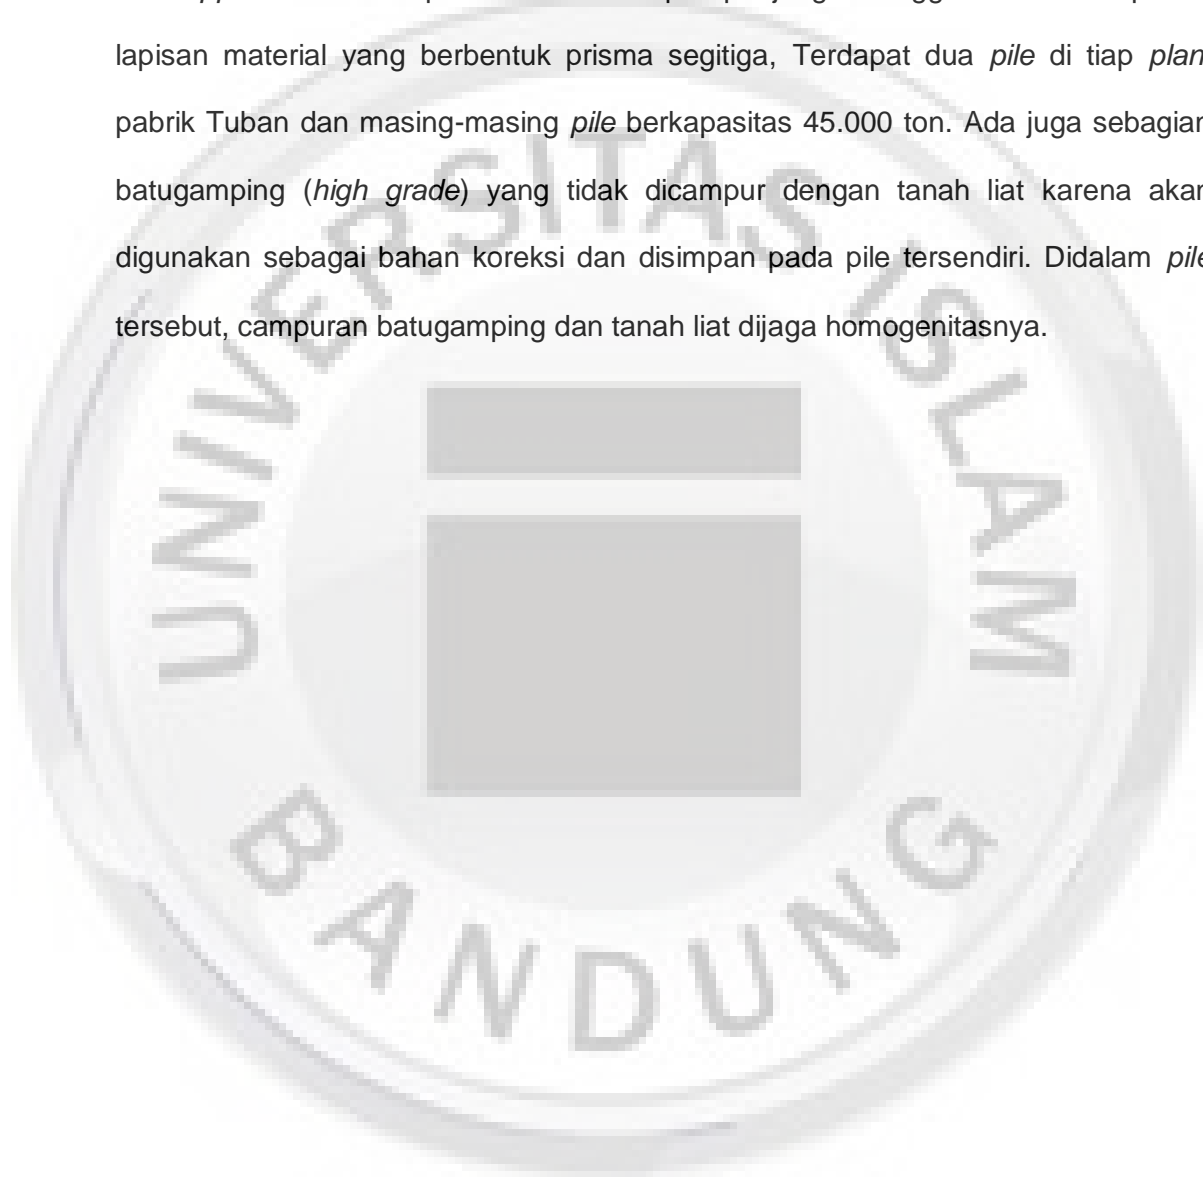 lapisan material yang berbentuk prisma segitiga, Terdapat dua pile di tiap plan
pabrik Tuban dan masing-masing pile berkapasitas 45.000 ton. Ada juga sebagian
batugamping (high grade) yang tidak dicampur dengan tanah liat karena akan
digunakan sebagai bahan koreksi dan disimpan pada pile tersendiri. Didalam pile
tersebut, campuran batugamping dan tanah liat dijaga homogenitasnya.
UNIVERSITAS ISLAM
BANDUNG